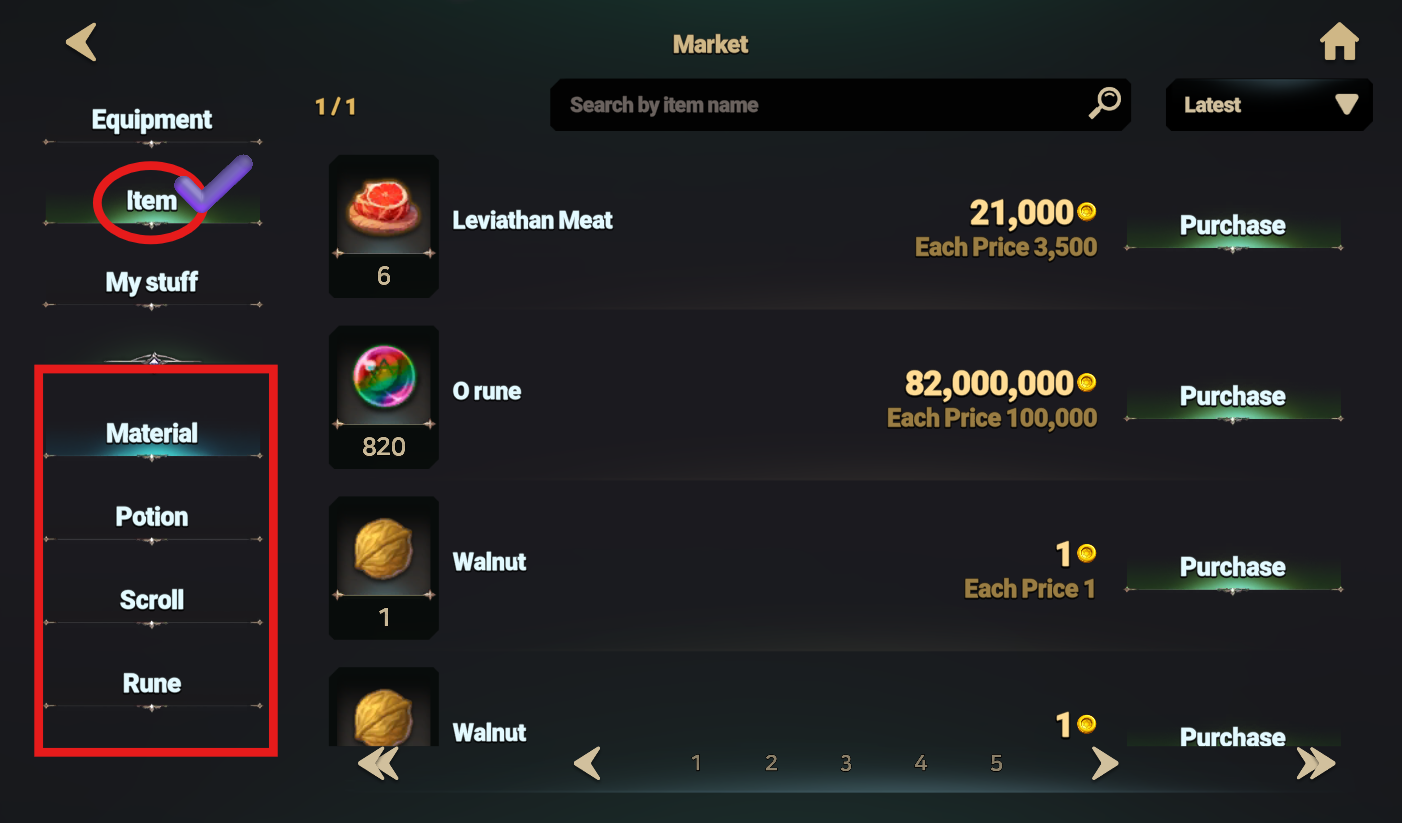 Market
Equipment
Item
My stuff
Material
Potion
Scroll
Rune
1 / 1
Search by item name
Latest
6
Leviathan Meat
21,000
Each Price 3,500
Purchase
820
O rune
82,000,000
Each Price 100,000
Purchase
1
Walnut
1
Each Price 1
Purchase
Walnut
1
Purchase
1 2 3 4 5